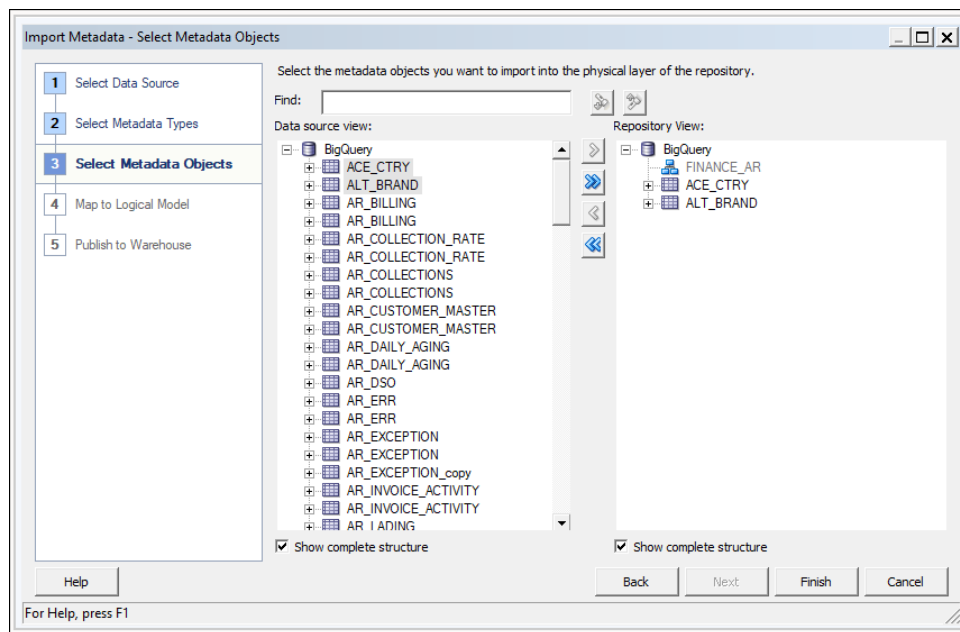 Import Metadata - Select Metadata Objects
1 Select Data Source
2 Select Metadata Types
3 Select Metadata Objects
4 Map to Logical Model
5 Publish to Warehouse
Select the metadata objects you want to import into the physical layer of the repository.
Find:
Data source view:
BigQuery
ACE_CTRY
ALT_BRAND
AR_BILLING
AR_BILLING
AR_COLLECTION_RATE
AR_COLLECTION_RATE
AR_COLLECTIONS
AR_COLLECTIONS
AR_CUSTOMER_MASTER
AR_CUSTOMER_MASTER
AR_DAILY_AGING
AR_DAILY_AGING
AR_DSO
AR_ERR
AR_ERR
AR_EXCEPTION
AR_EXCEPTION
AR_EXCEPTION_copy
AR_INVOICE_ACTIVITY
AR_INVOICE_ACTIVITY
AR_LADING
Show complete structure
Repository View:
BigQuery
FINANCE_AR
ACE_CTRY
ALT_BRAND
Show complete structure
Help
Back
Next
Finish
Cancel
For Help, press F1